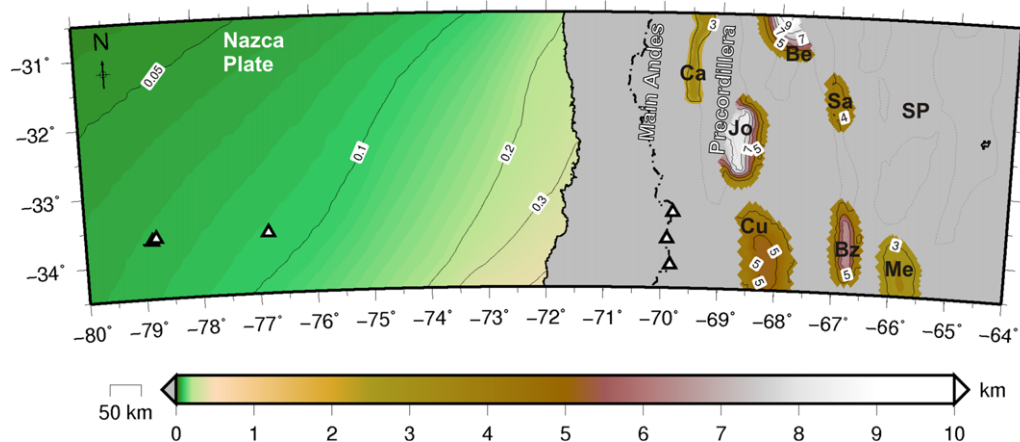 N
Nazca
Plate
0.05
0.1
0.2
0.3
Main Andes
Precordillera
Ca
3
Be
5
7
9
7
Jo
7
5
Sa
4
SP
Cu
5
5
5
Bz
5
Me
3
−31°
−32°
−33°
−34°
−80° −79° −78° −77° −76° −75° −74° −73° −72° −71° −70° −69° −68° −67° −66° −65° −64°
50 km
km
0 1 2 3 4 5 6 7 8 9 10